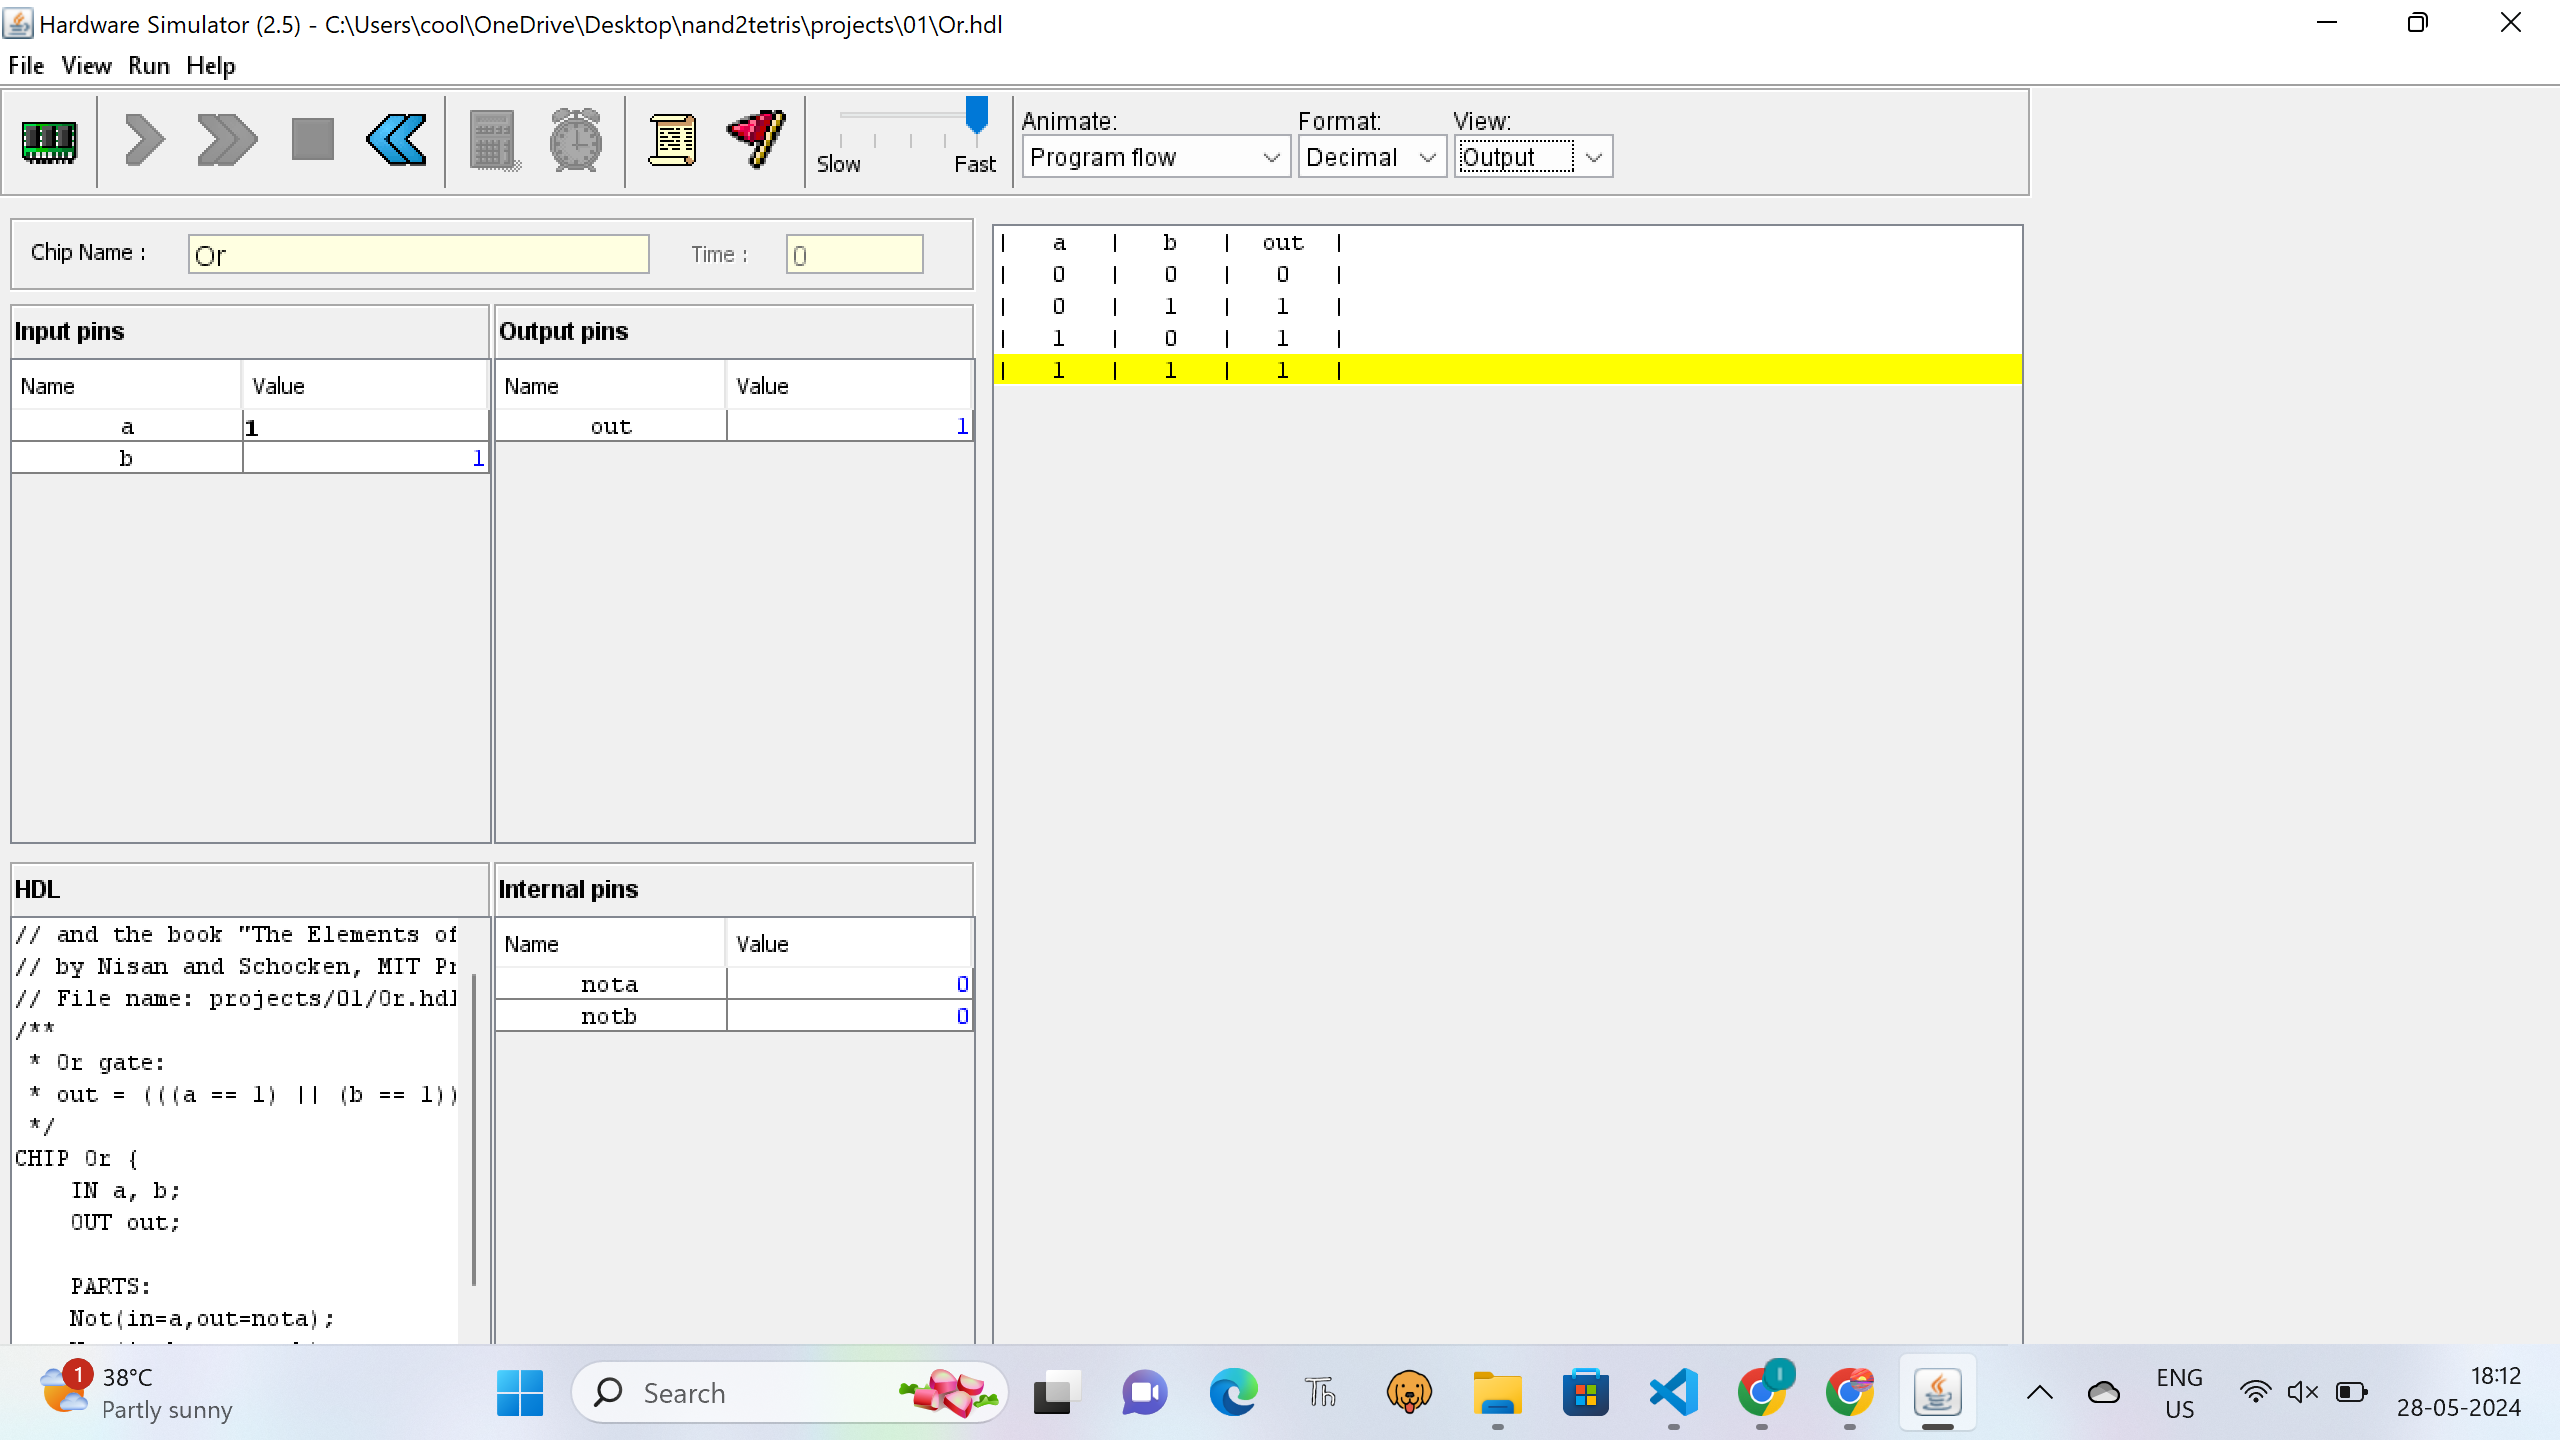 Hardware Simulator (2.5) - C:\Users\cool\OneDrive\Desktop\nand2tetris\projects\01\Or.hdl
File View Run Help
Slow Fast
Animate: Format: View:
Program flow Decimal Output
Chip Name : Or Time : 0
Input pins
Name Value
a 1
b 1
Output pins
Name Value
out 1
| a | b | out |
| 0 | 0 | 0 |
| 0 | 1 | 1 |
| 1 | 0 | 1 |
| 1 | 1 | 1 |
HDL
// and the book "The Elements of
// by Nisan and Schocken, MIT Pr
// File name: projects/01/Or.hdl
/**
* Or gate:
* out = (((a == 1) || (b == 1))
*/
CHIP Or {
IN a, b;
OUT out;
PARTS:
Not(in=a,out=nota);
Internal pins
Name Value
nota 0
notb 0
1
38°C
Partly sunny
Search
Th
I
ENG
US
18:12
28-05-2024